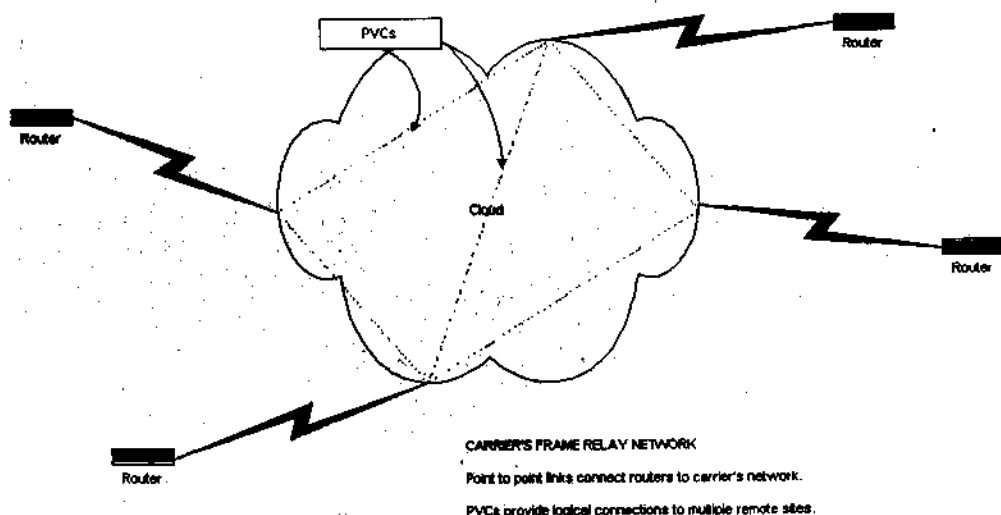 PVCs
Router
Router
Cloud
Router
Router
CARRIER'S FRAME RELAY NETWORK
Point to point links connect routers to carrier's network.
PVCs provide logical connections to multiple remote sites.